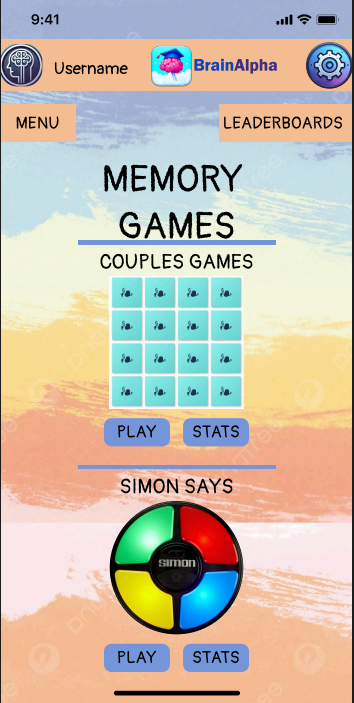 9:41
Username
BrainAlpha
MENU
LEADERBOARDS
MEMORY
GAMES
COUPLES GAMES
PLAY
STATS
SIMON SAYS
SIMON
PLAY
STATS